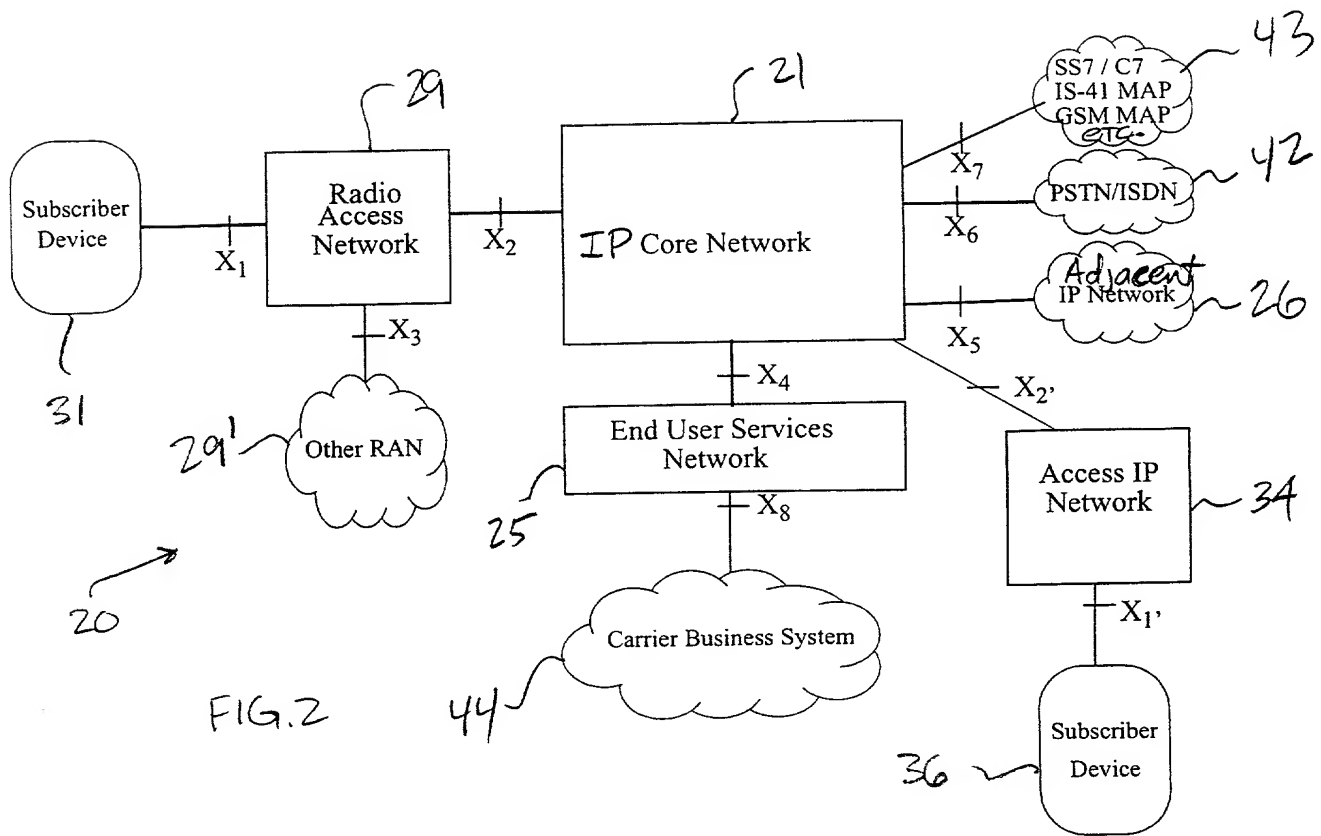 43
29
21
SS7 / C7
IS-41 MAP
GSM MAP
etc.
X7
42
Subscriber
Device
Radio
Access
Network
PSTN/ISDN
X1
X2
IP Core Network
X6
Adjacent
IP Network
26
X3
X5
31
X4
X2'
29'
Other RAN
End User Services
Network
Access IP
Network
34
25
X8
20
X1'
Carrier Business System
FIG.2
44
Subscriber
Device
36